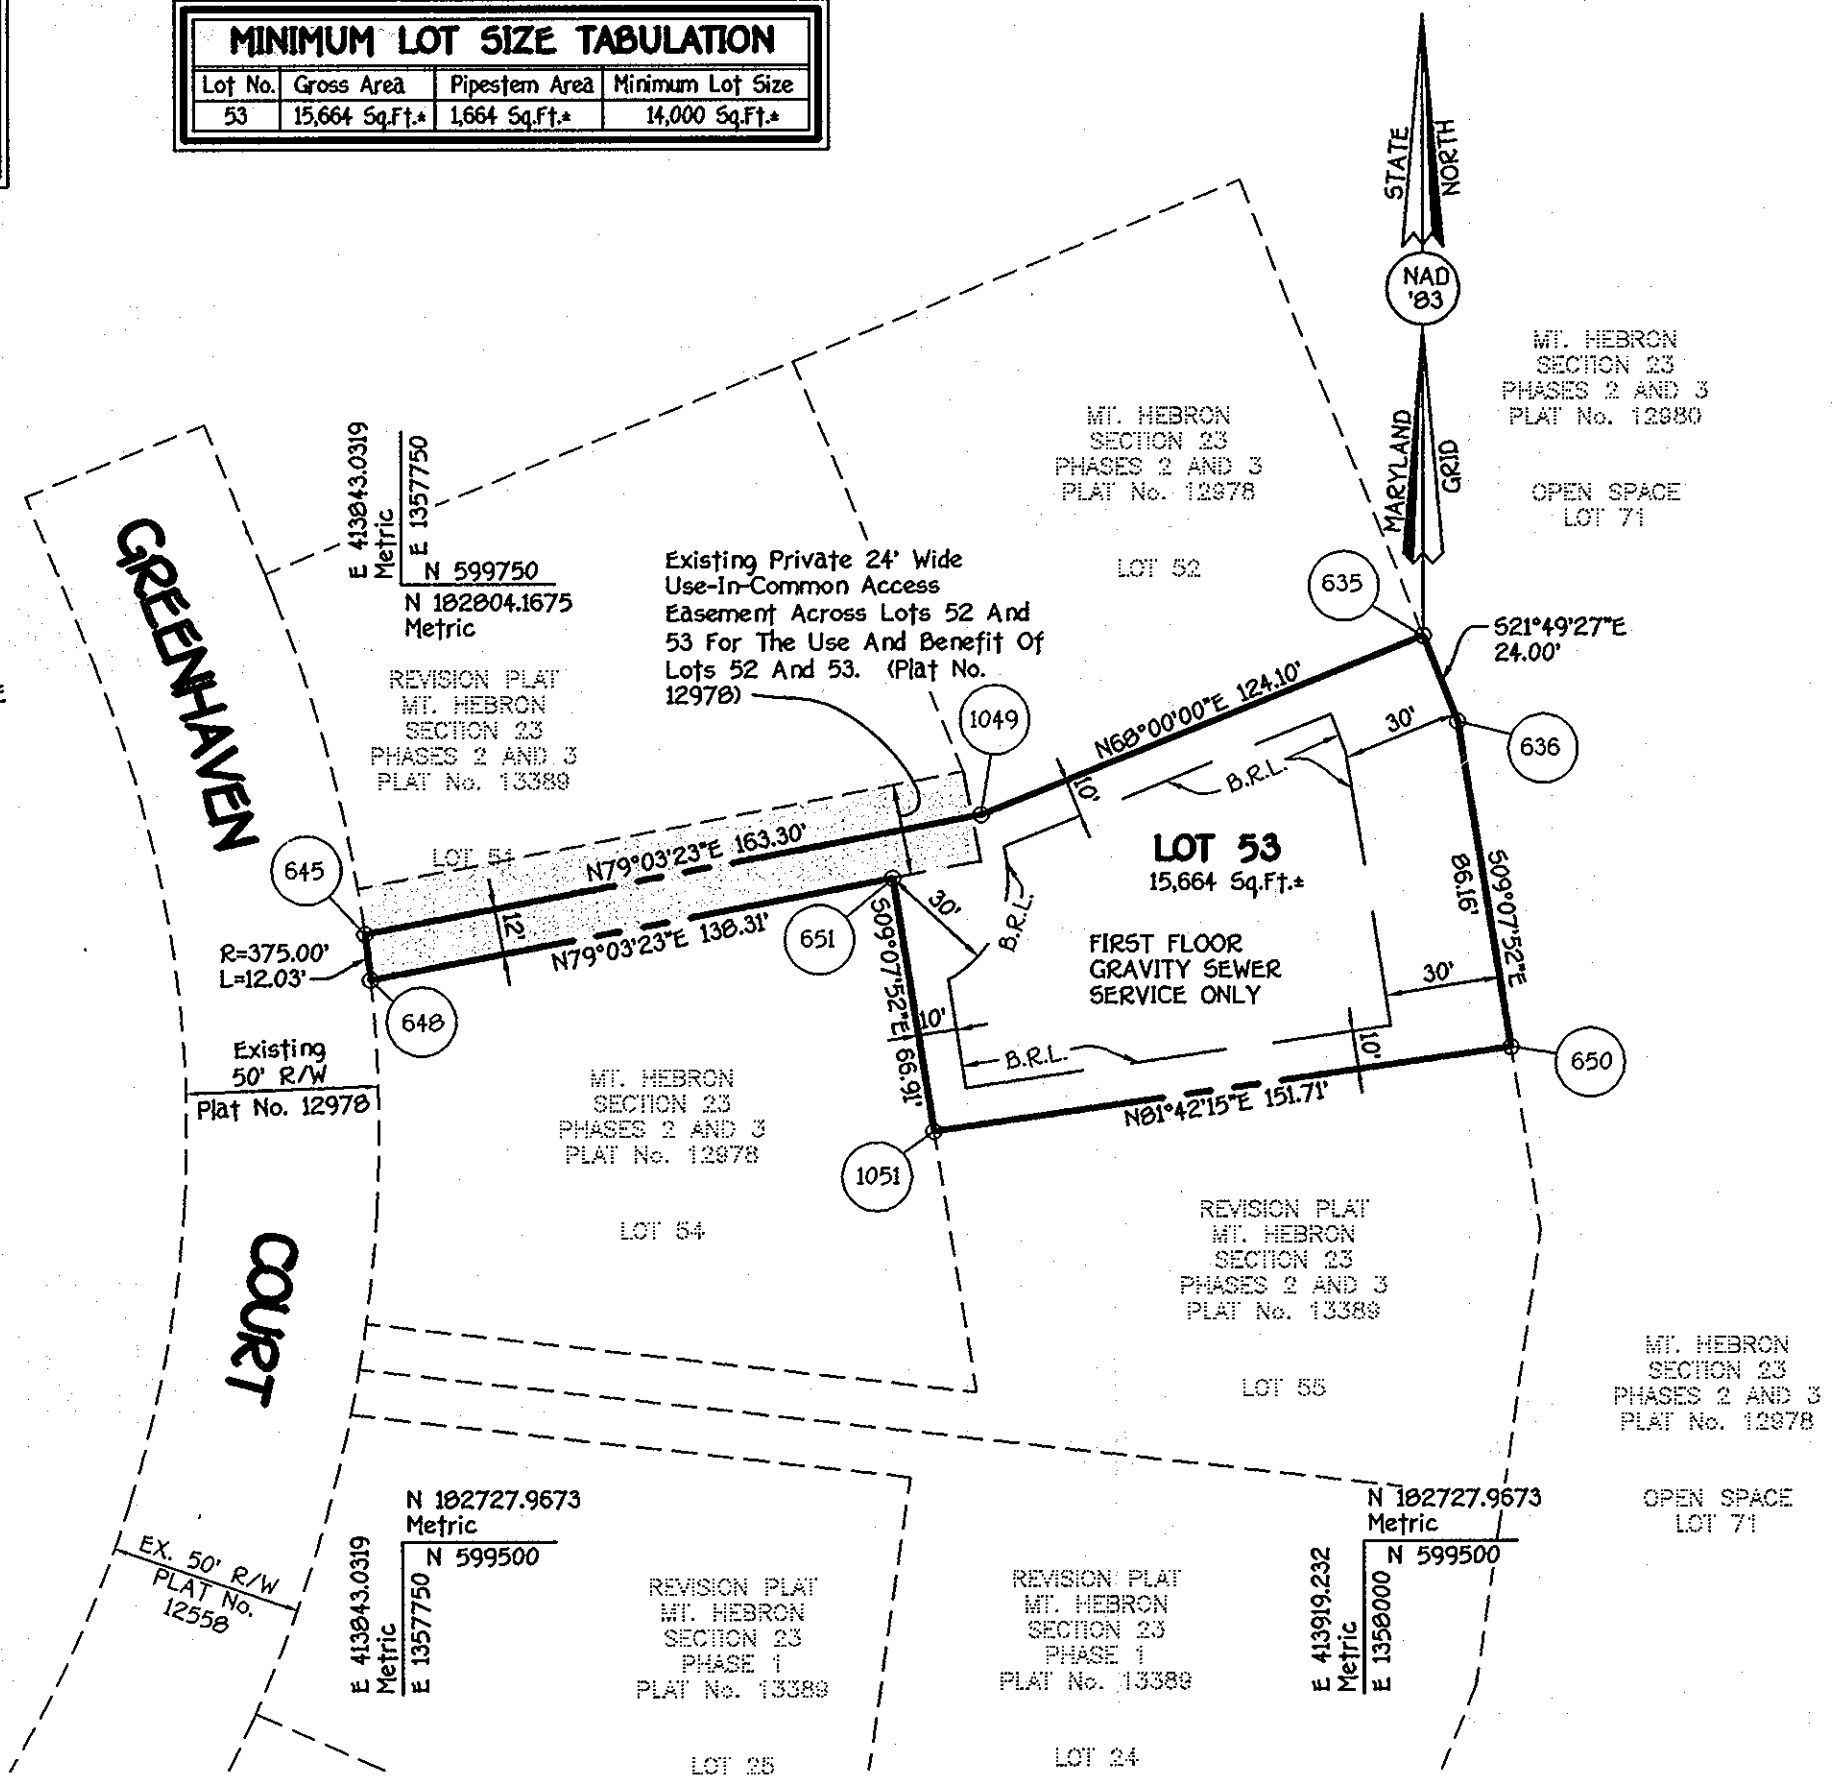 MINIMUM LOT SIZE TABULATION
Lot No. Gross Area Pipestem Area Minimum Lot Size
53 15,664 Sq.Ft.± 1,664 Sq.Ft.± 14,000 Sq.Ft.±
STATE
NORTH
NAD
'83
MARYLAND
GRID
MT. HEBRON
SECTION 23
PHASES 2 AND 3
PLAT No. 12980
OPEN SPACE
LOT 71
MT. HEBRON
SECTION 23
PHASES 2 AND 3
PLAT No. 12978
LOT 52
E 413843.0319
Metric
E 1357750
N 599750
N 182804.1675
Metric
GREENHAVEN
Existing Private 24' Wide
Use-In-Common Access
Easement Across Lots 52 And
53 For The Use And Benefit Of
Lots 52 And 53. (Plat No.
12978)
REVISION PLAT
MT. HEBRON
SECTION 23
PHASES 2 AND 3
PLAT No. 13389
LOT 51
635
S21°49'27"E
24.00'
1049
N68°00'00"E 124.10'
30'
636
10'
B.R.L.
N79°03'23"E 163.30'
645
LOT 53
15,664 Sq.Ft.±
S09°07'52"E
86.16'
12'
651
30'
B.R.L.
R=375.00'
L=12.03'
N79°03'23"E 138.31'
FIRST FLOOR
GRAVITY SEWER
SERVICE ONLY
30'
648
S09°07'52"E 66.91'
10'
B.R.L.
10'
650
Existing
50' R/W
Plat No. 12978
N81°42'15"E 151.71'
MT. HEBRON
SECTION 23
PHASES 2 AND 3
PLAT No. 12978
LOT 54
1051
REVISION PLAT
MT. HEBRON
SECTION 23
PHASES 2 AND 3
PLAT No. 13389
LOT 55
COURT
MT. HEBRON
SECTION 23
PHASES 2 AND 3
PLAT No. 12978
OPEN SPACE
LOT 71
N 182727.9673
Metric
N 599500
E 413843.0319
Metric
E 1357750
N 182727.9673
Metric
N 599500
E 413919.232
Metric
E 1358000
EX. 50' R/W
PLAT No.
12558
REVISION PLAT
MT. HEBRON
SECTION 23
PHASE 1
PLAT No. 13389
LOT 25
REVISION PLAT
MT. HEBRON
SECTION 23
PHASE 1
PLAT No. 13389
LOT 24